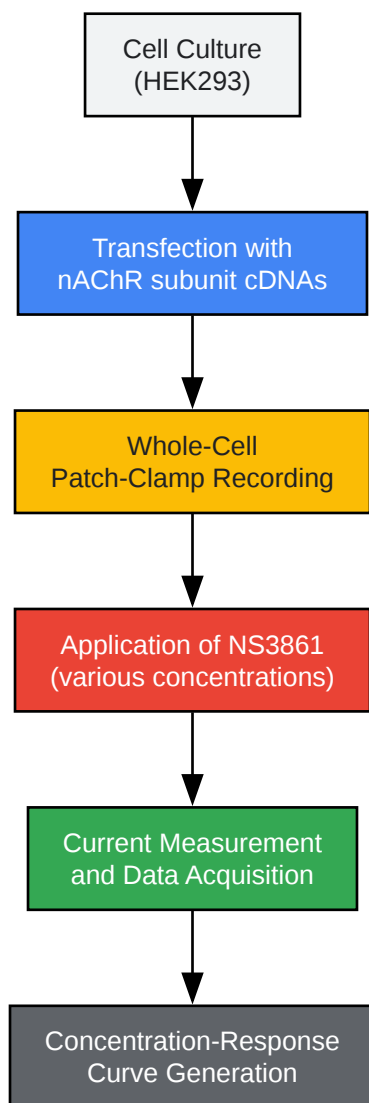 Cell Culture
(HEK293)
Transfection with
nAChR subunit cDNAs
Whole-Cell
Patch-Clamp Recording
Application of NS3861
(various concentrations)
Current Measurement
and Data Acquisition
Concentration-Response
Curve Generation